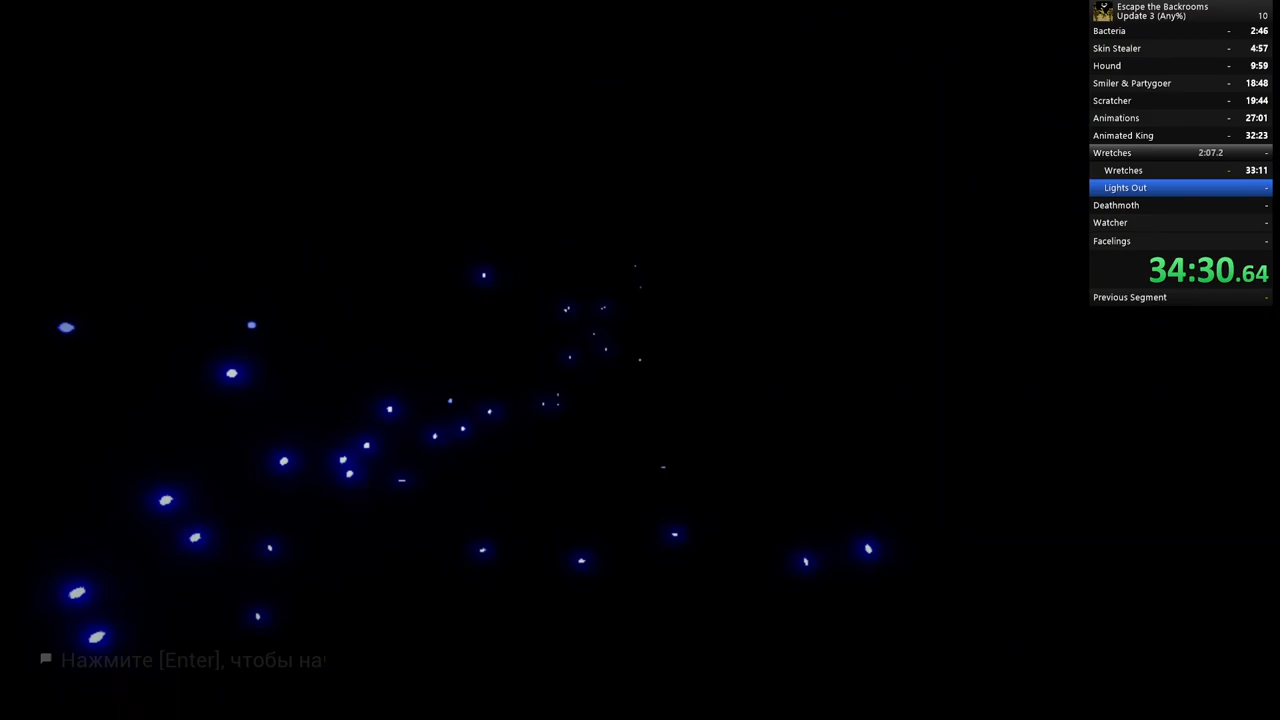 Escape the Backrooms
Update 3 (Any%) 10
Bacteria - 2:46
Skin Stealer - 4:57
Hound - 9:59
Smiler & Partygoer - 18:48
Scratcher - 19:44
Animations - 27:01
Animated King - 32:23
Wretches 2:07.2 -
Wretches - 33:11
Lights Out -
Deathmoth -
Watcher -
Facelings -
34:30.64
Previous Segment -
Нажмите [Enter], чтобы на